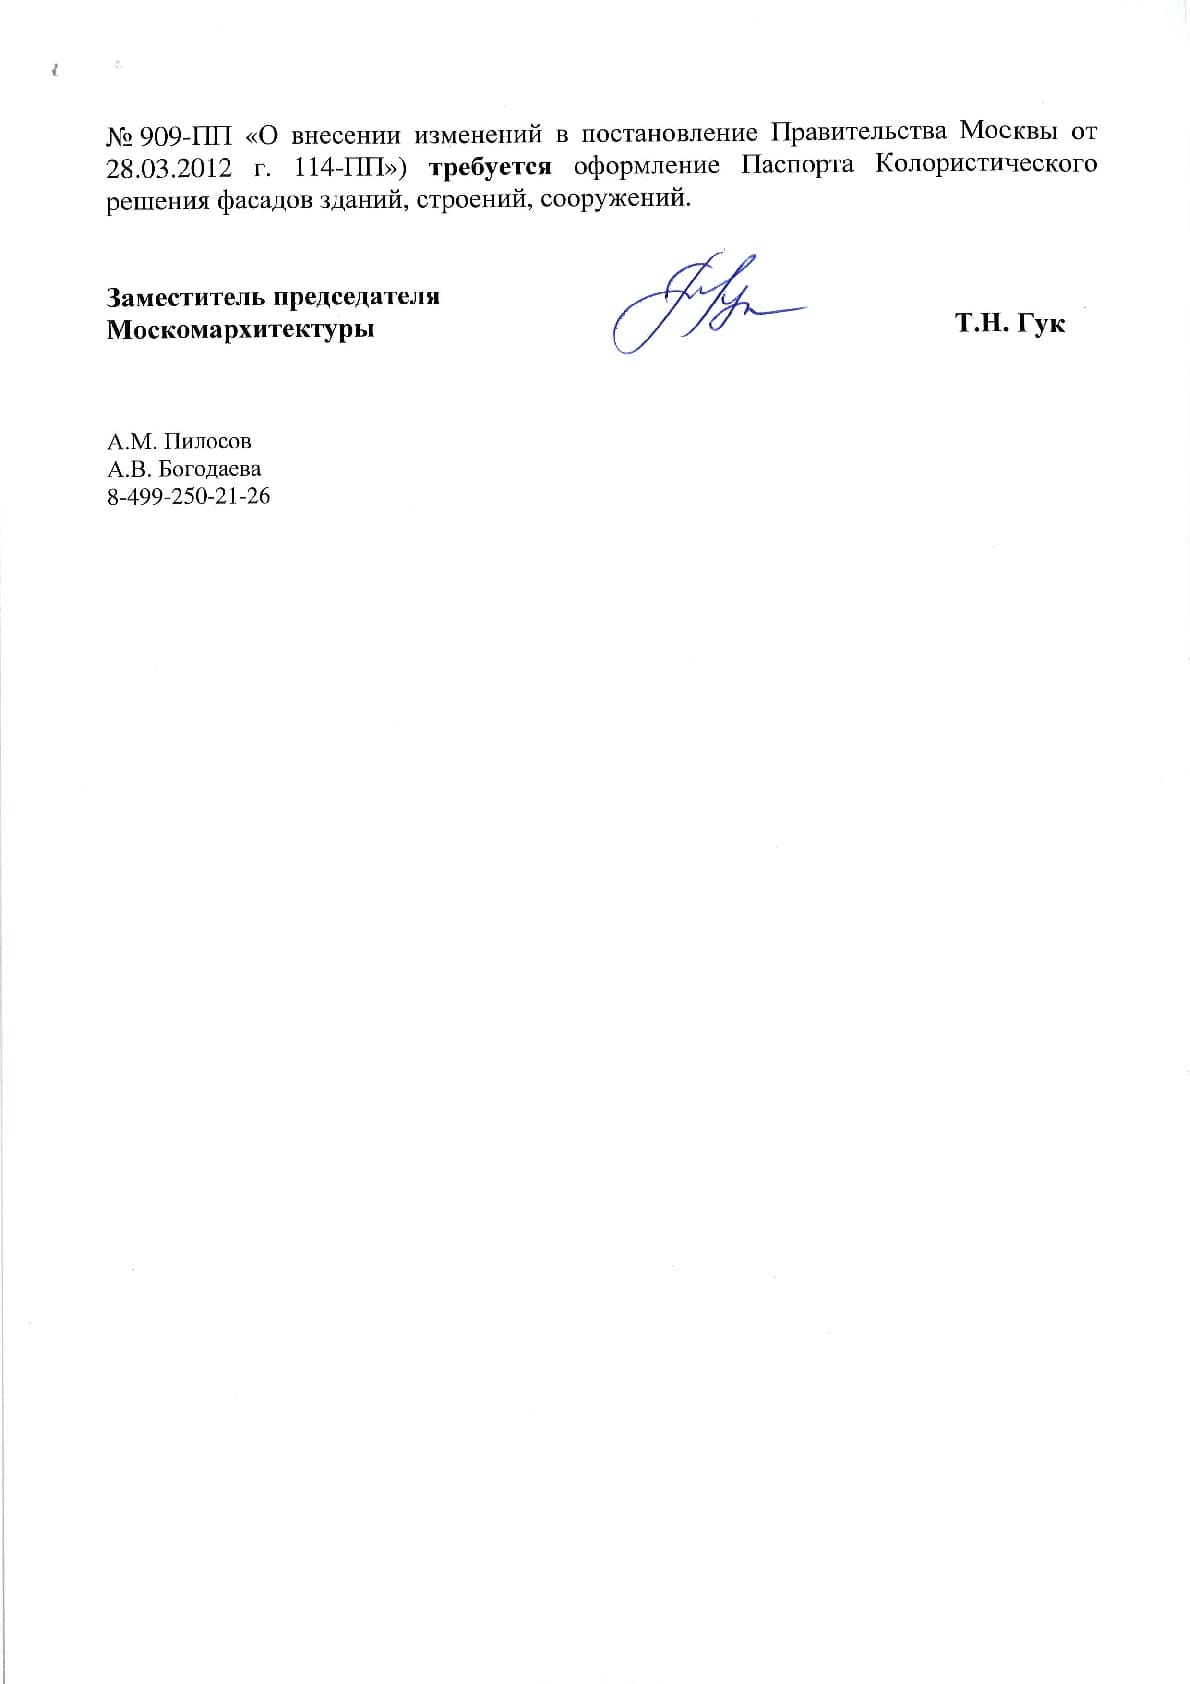 № 909-ПП «О внесении изменений в постановление Правительства Москвы от
28.03.2012 г. 114-ПП») требуется оформление Паспорта Колористического
решения фасадов зданий, строений, сооружений.
Заместитель председателя
Москомархитектуры
Т.Н. Гук
А.М. Пилосов
А.В. Богодаева
8-499-250-21-26